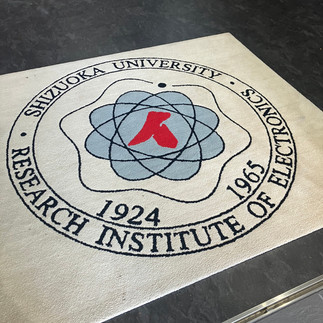 · SHIZUOKA UNIVERSITY ·
RESEARCH INSTITUTE OF ELECTRONICS
1924
1965